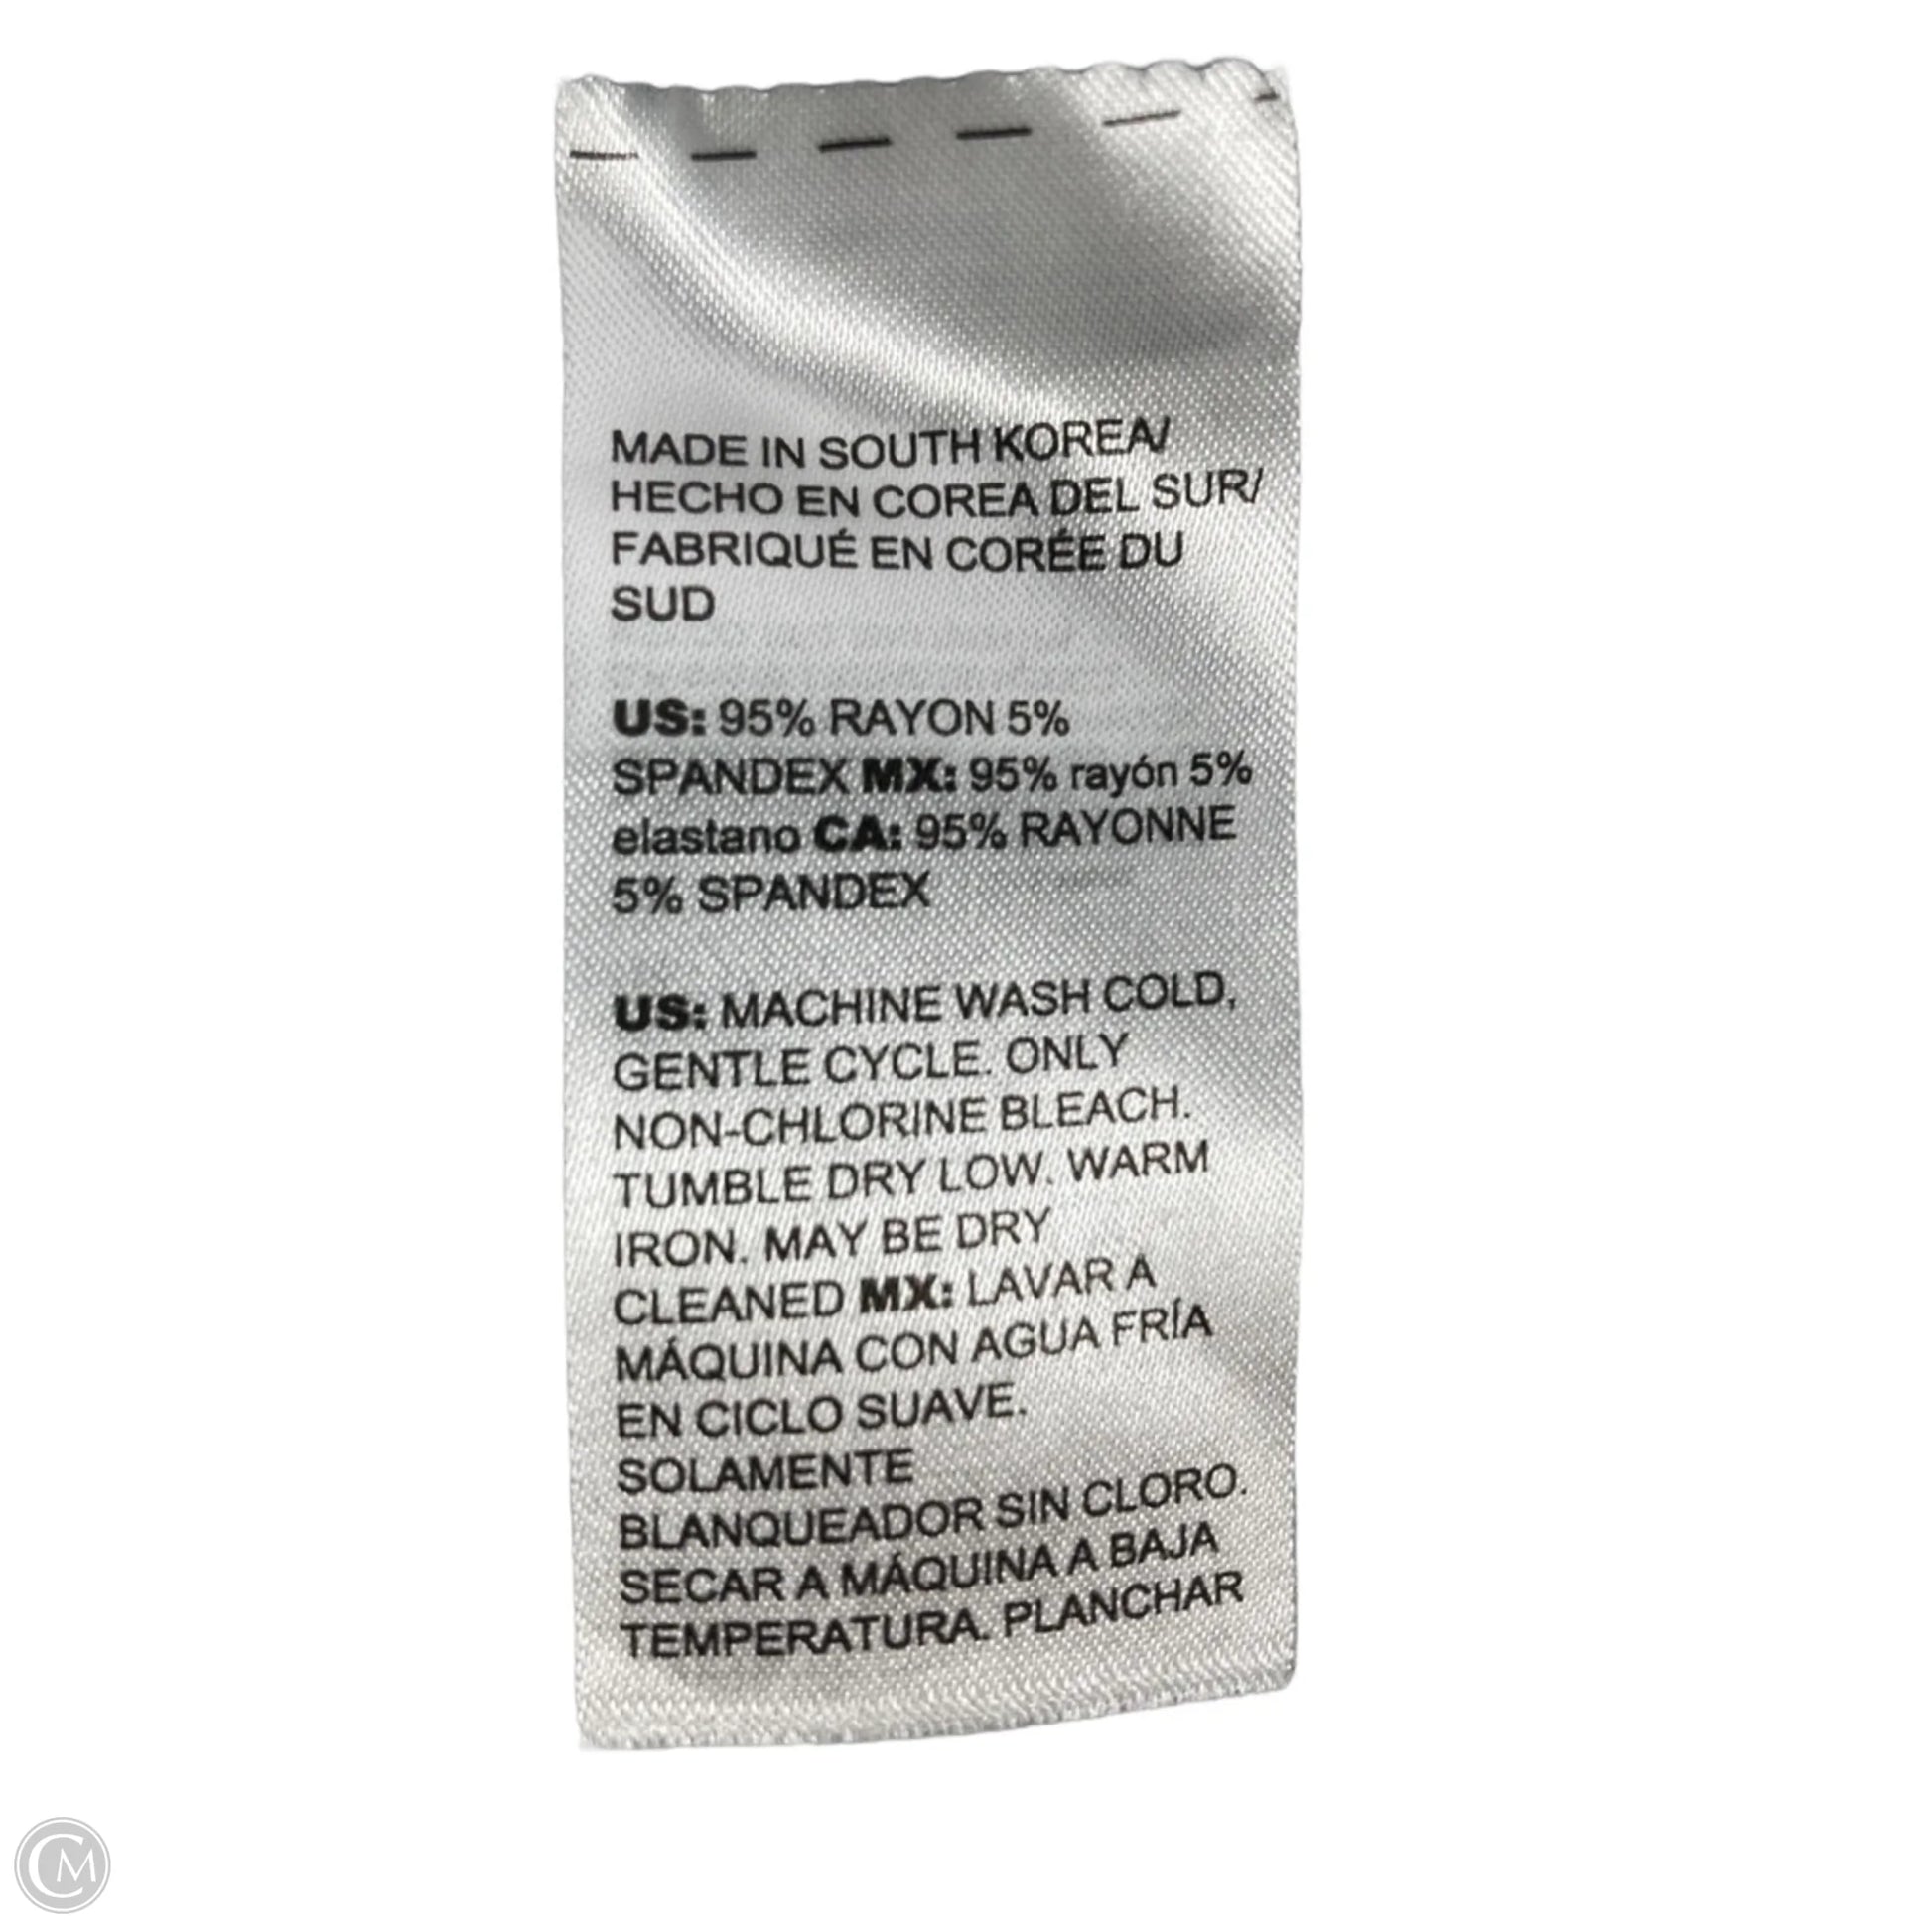 MADE IN SOUTH KOREA/
HECHO EN COREA DEL SUR/
FABRIQUÉ EN CORÉE DU
SUD
US: 95% RAYON 5%
SPANDEX MX: 95% rayón 5%
elastano CA: 95% RAYONNE
5% SPANDEX
US: MACHINE WASH COLD,
GENTLE CYCLE. ONLY
NON-CHLORINE BLEACH.
TUMBLE DRY LOW. WARM
IRON. MAY BE DRY
CLEANED MX: LAVAR A
MÁQUINA CON AGUA FRÍA
EN CICLO SUAVE.
SOLAMENTE
BLANQUEADOR SIN CLORO.
SECAR A MÁQUINA A BAJA
TEMPERATURA. PLANCHAR
CM